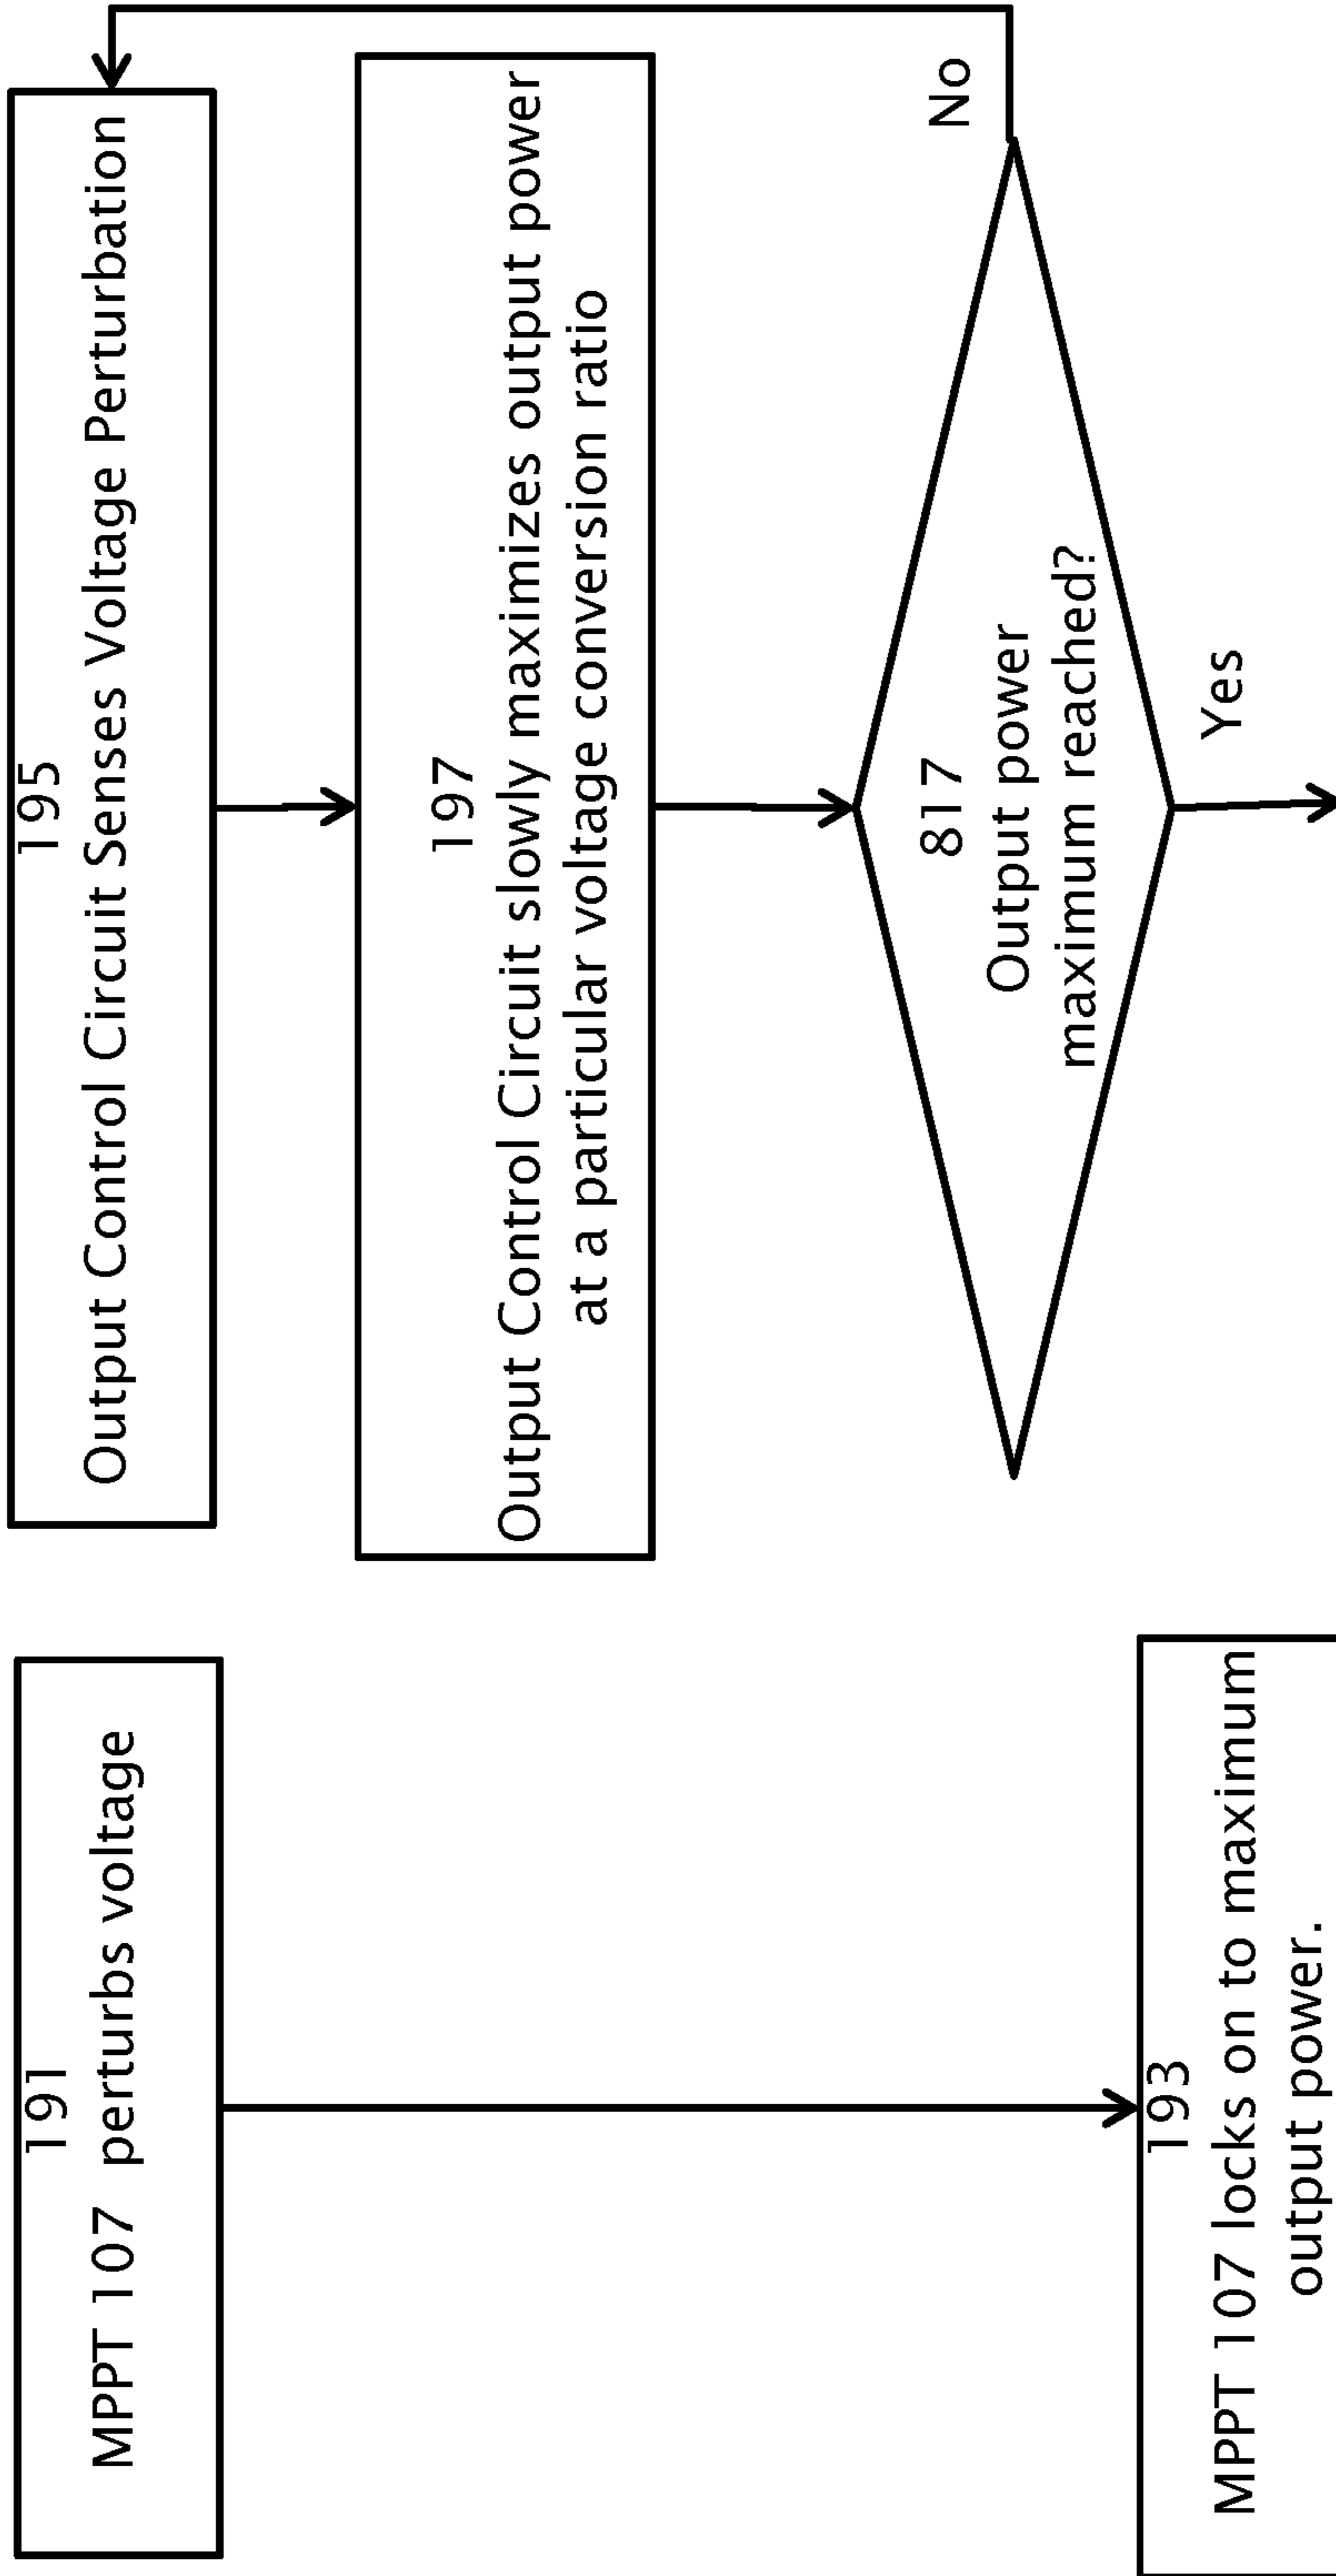 191
MPPT 107 perturbs voltage
193
MPPT 107 locks on to maximum
output power.
195
Output Control Circuit Senses Voltage Perturbation
197
Output Control Circuit slowly maximizes output power
at a particular voltage conversion ratio
817
Output power
maximum reached?
No
Yes